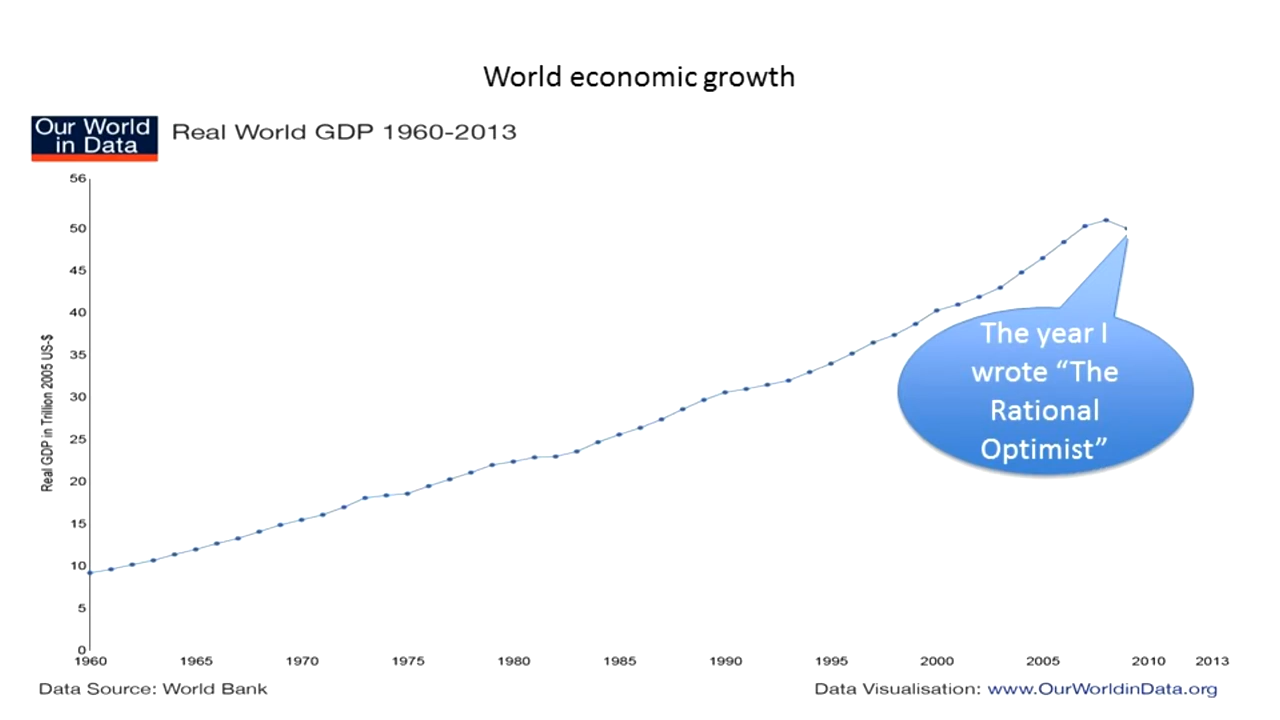 World economic growth
Our World
in Data
Real World GDP 1960-2013
56
50
45
40
35
30
25
20
15
10
5
0
Real GDP in Trillion 2005 US-$
The year I
wrote “The
Rational
Optimist”
1960 1965 1970 1975 1980 1985 1990 1995 2000 2005 2010 2013
Data Source: World Bank
Data Visualisation: www.OurWorldinData.org